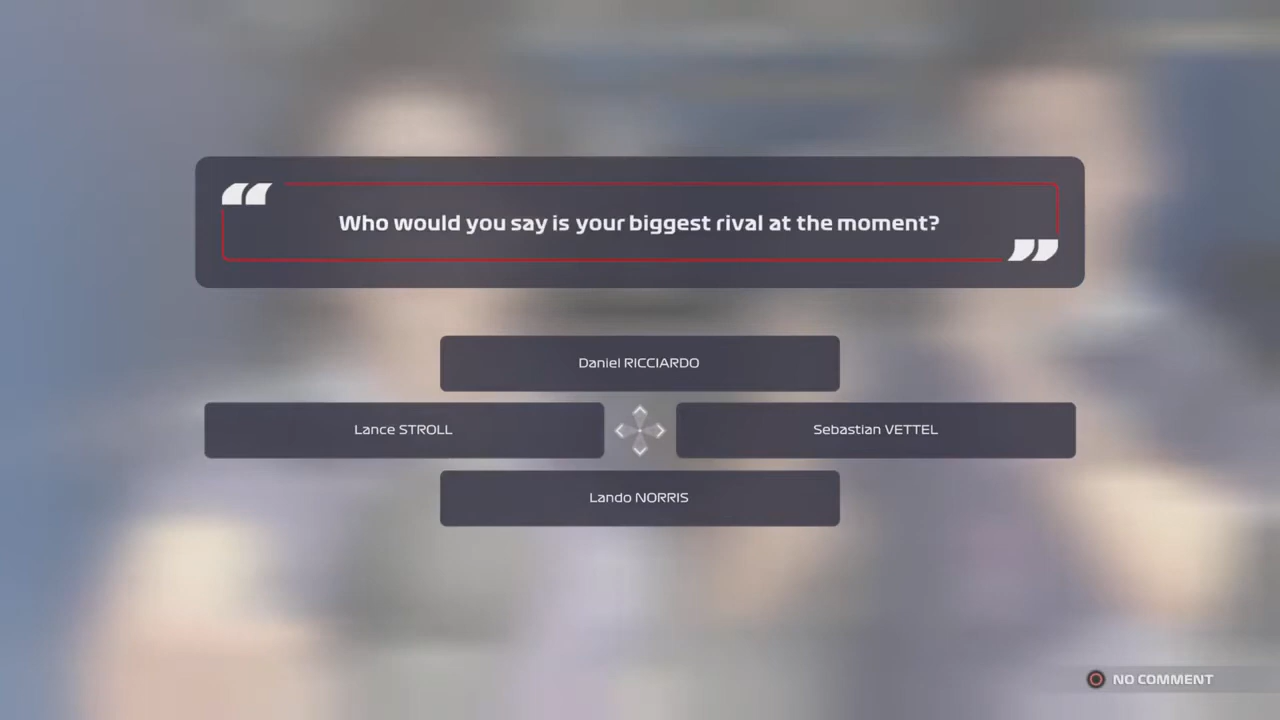 Who would you say is your biggest rival at the moment?
Daniel RICCIARDO
Lance STROLL
Sebastian VETTEL
Lando NORRIS
NO COMMENT